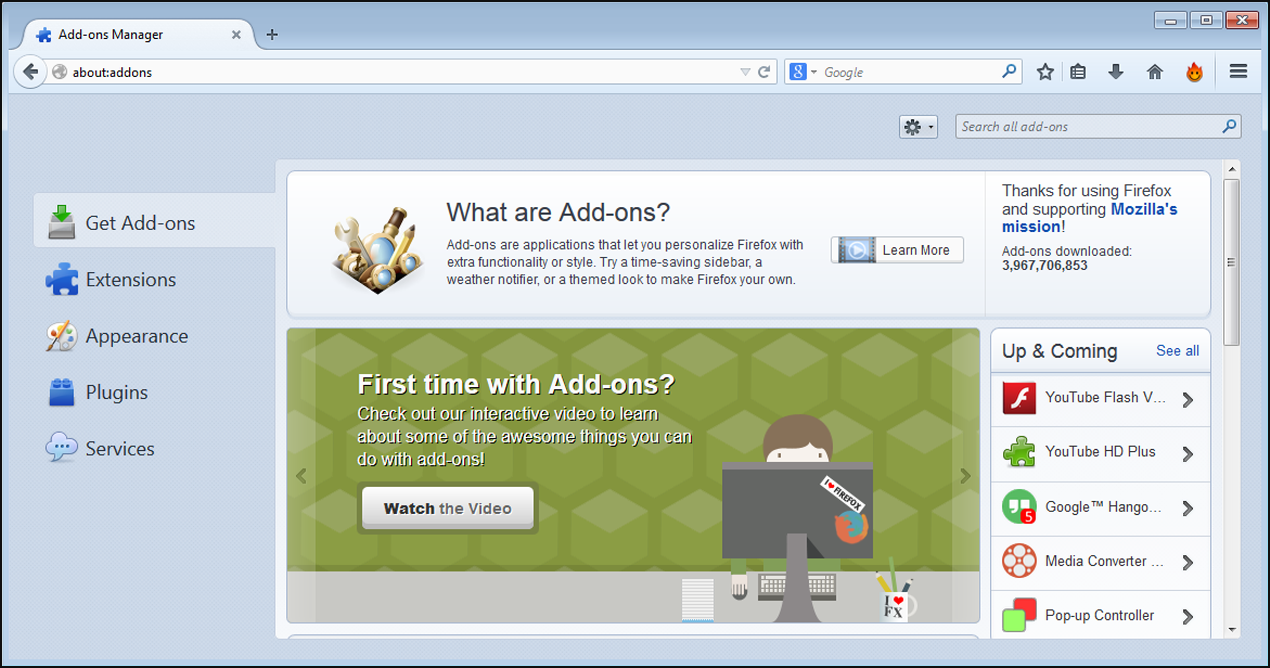 Add-ons Manager
about:addons
Google
Search all add-ons
Get Add-ons
Extensions
Appearance
Plugins
Services
What are Add-ons?
Add-ons are applications that let you personalize Firefox with
extra functionality or style. Try a time-saving sidebar, a
weather notifier, or a themed look to make Firefox your own.
Learn More
Thanks for using Firefox
and supporting Mozilla's
mission!
Add-ons downloaded:
3,967,706,853
First time with Add-ons?
Check out our interactive video to learn
about some of the awesome things you can
do with add-ons!
Watch the Video
I ❤ FIREFOX
I ❤
FX
Up & Coming
See all
YouTube Flash V...
YouTube HD Plus
Google™ Hango...
5
Media Converter ...
Pop-up Controller